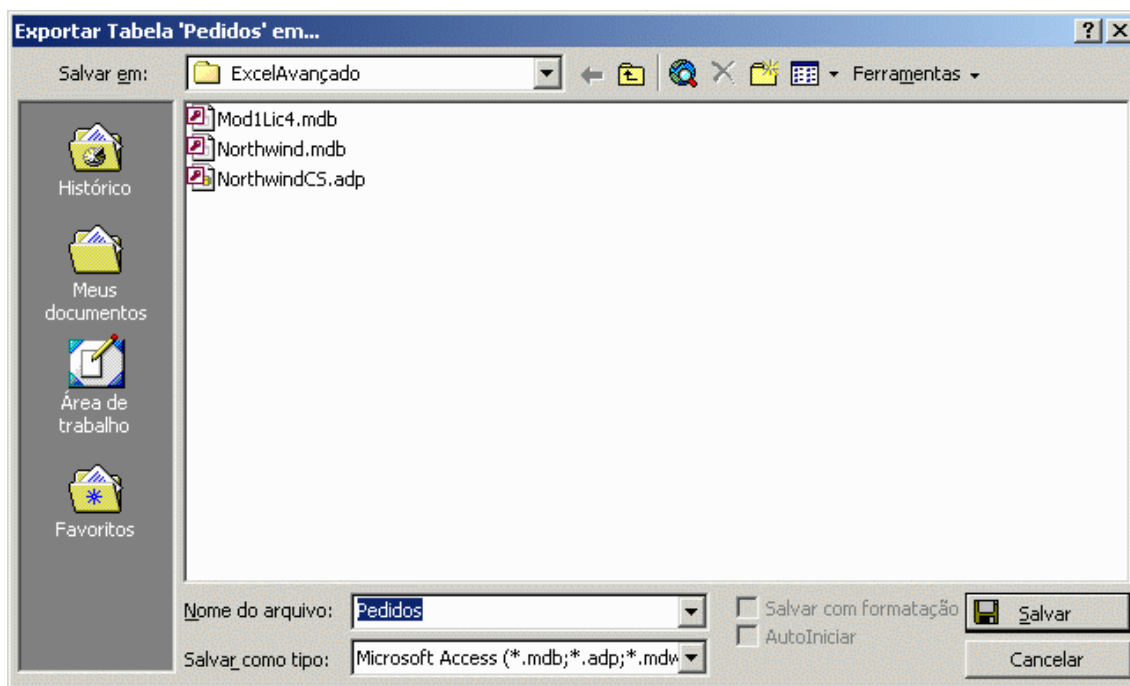 Exportar Tabela 'Pedidos' em...
Salvar em:
ExcelAvançado
Ferramentas
Mod1Lic4.mdb
Northwind.mdb
NorthwindCS.adp
Histórico
Meus
documentos
Área de
trabalho
Favoritos
Nome do arquivo:
Pedidos
Salvar com formatação
Salvar
AutoIniciar
Salvar como tipo:
Microsoft Access (*.mdb;*.adp;*.mdw
Cancelar